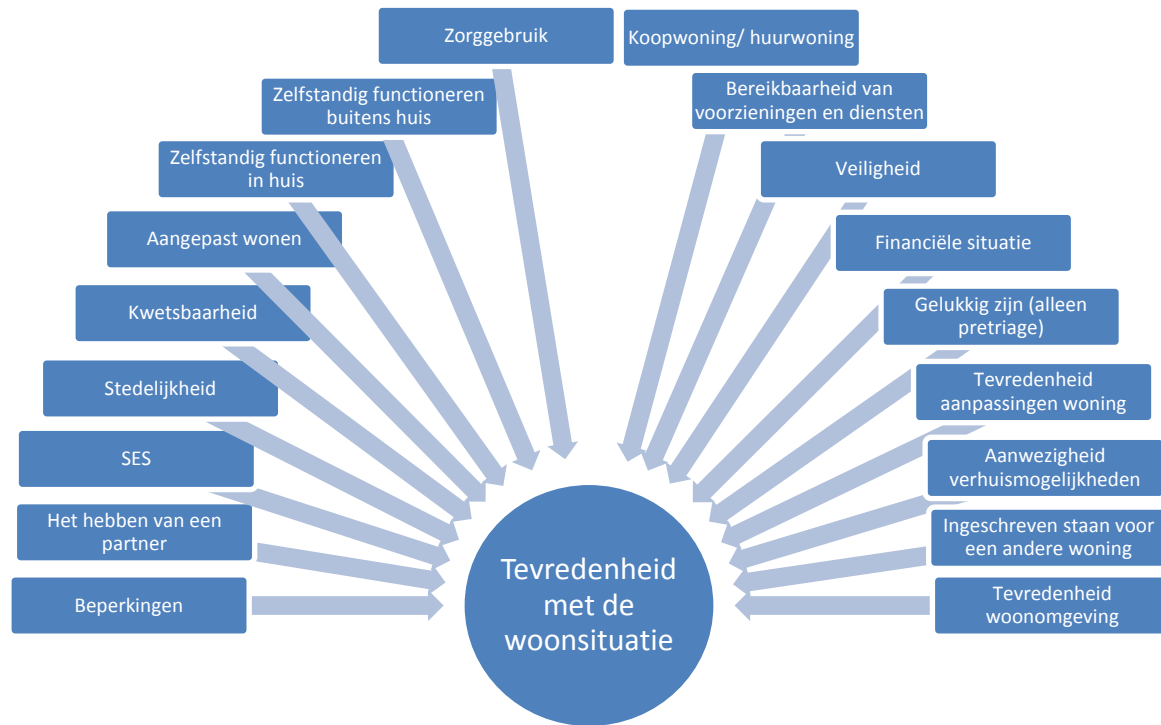 Zorggebruik
Koopwoning/ huurwoning
Zelfstandig functioneren
buitens huis
Bereikbaarheid van
voorzieningen en diensten
Zelfstandig functioneren
in huis
Veiligheid
Aangepast wonen
Financiële situatie
Kwetsbaarheid
Gelukkig zijn (alleen
pretriage)
Stedelijkheid
Tevredenheid
aanpassingen woning
SES
Aanwezigheid
verhuismogelijkheden
Het hebben van een
partner
Ingeschreven staan voor
een andere woning
Beperkingen
Tevredenheid
woonomgeving
Tevredenheid
met de
woonsituatie